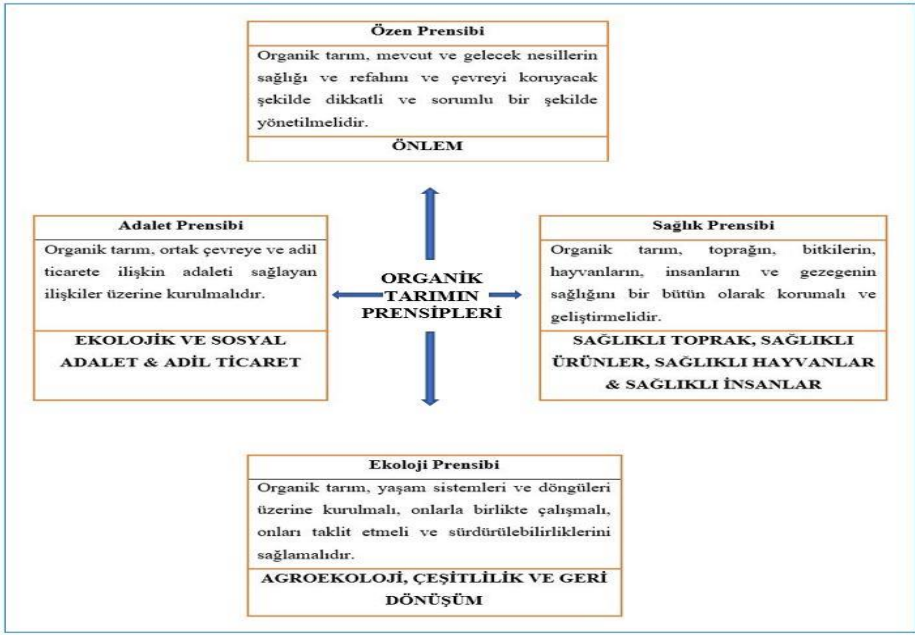 Özen Prensibi
Organik tarım, mevcut ve gelecek nesillerin
sağlığı ve refahını ve çevreyi koruyacak
şekilde dikkatli ve sorumlu bir şekilde
yönetilmelidir.
ÖNLEM
Adalet Prensibi
Organik tarım, ortak çevreye ve adil
ticarete ilişkin adaleti sağlayan
ilişkiler üzerine kurulmalıdır.
EKOLOJİK VE SOSYAL
ADALET & ADİL TİCARET
ORGANİK
TARIMIN
PRENSİPLERİ
Sağlık Prensibi
Organik tarım, toprağın, bitkilerin,
hayvanların, insanların ve gezegenin
sağlığını bir bütün olarak korumalı ve
geliştirmelidir.
SAĞLIKLI TOPRAK, SAĞLIKLI
ÜRÜNLER, SAĞLIKLI HAYVANLAR
& SAĞLIKLI İNSANLAR
Ekoloji Prensibi
Organik tarım, yaşam sistemleri ve döngüleri
üzerine kurulmalı, onlarla birlikte çalışmalı,
onları taklit etmeli ve sürdürülebilirliklerini
sağlamalıdır.
AGROEKOLOJİ, ÇEŞİTLİLİK VE GERİ
DÖNÜŞÜM